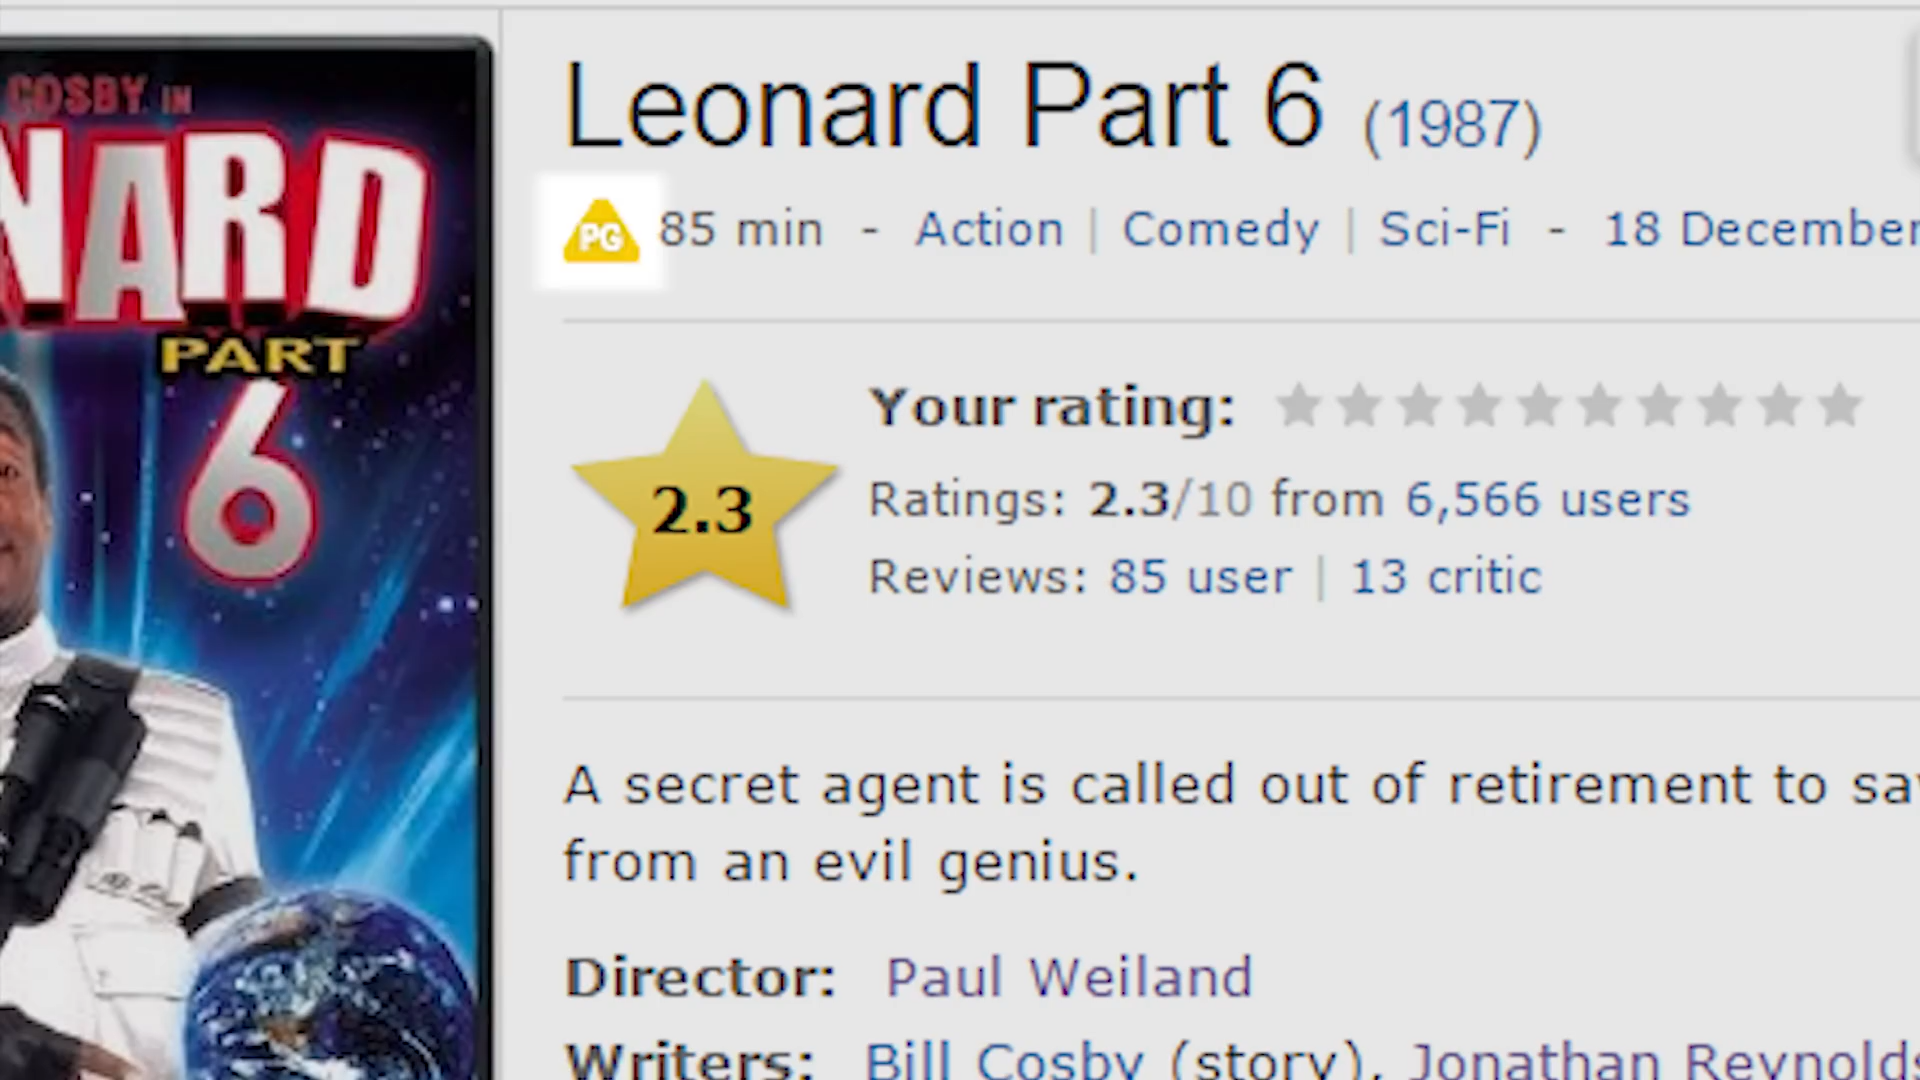 COSBY IN
NARD
PART
6
Leonard Part 6 (1987)
PG 85 min - Action | Comedy | Sci-Fi - 18 December
2.3
Your rating:
Ratings: 2.3/10 from 6,566 users
Reviews: 85 user | 13 critic
A secret agent is called out of retirement to sav
from an evil genius.
Director: Paul Weiland
Writers: Bill Cosby (story), Jonathan Reynolds